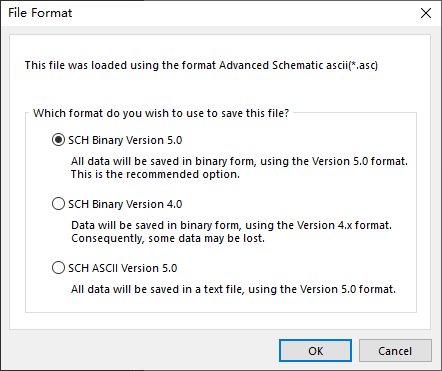 File Format
This file was loaded using the format Advanced Schematic ascii(*.asc)
Which format do you wish to use to save this file?
SCH Binary Version 5.0
All data will be saved in binary form, using the Version 5.0 format.
This is the recommended option.
SCH Binary Version 4.0
Data will be saved in binary form, using the Version 4.x format.
Consequently, some data may be lost.
SCH ASCII Version 5.0
All data will be saved in a text file, using the Version 5.0 format.
OK
Cancel